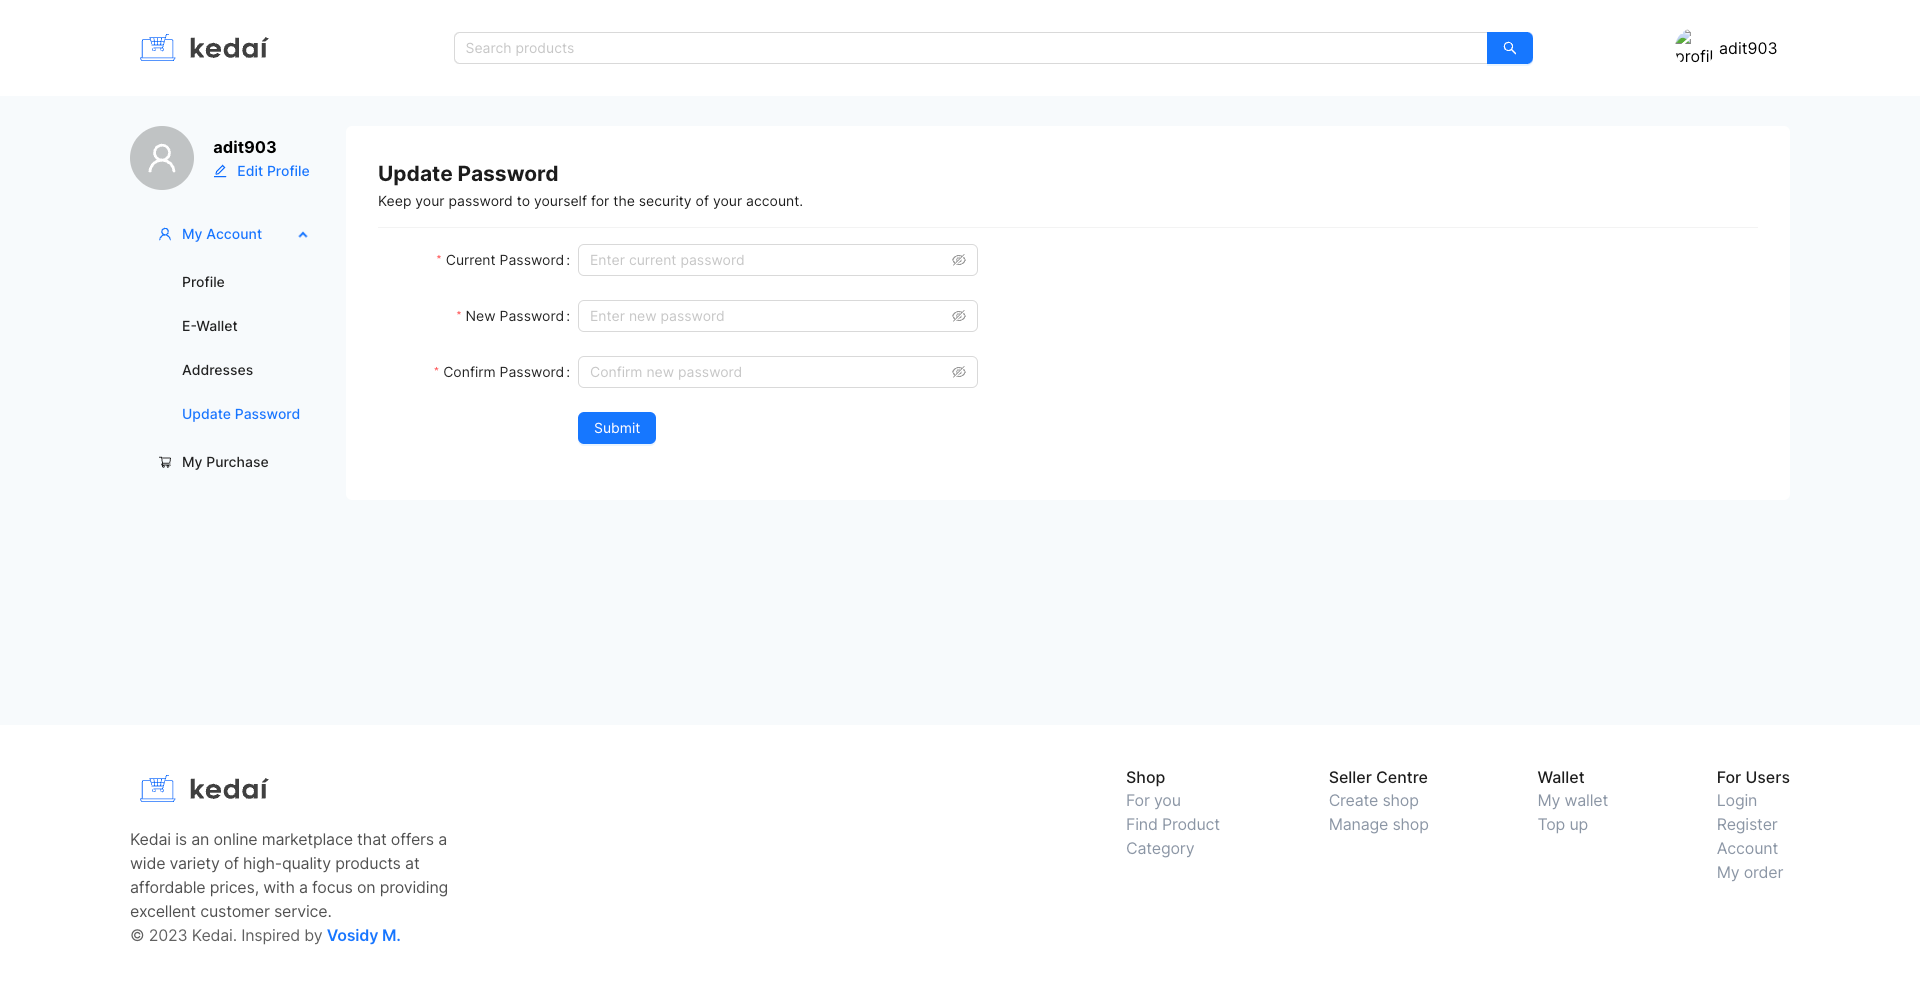 kedaí
Search products
profil
adit903
adit903
Edit Profile
My Account
Profile
E-Wallet
Addresses
Update Password
My Purchase
Update Password
Keep your password to yourself for the security of your account.
* Current Password :
Enter current password
* New Password :
Enter new password
* Confirm Password :
Confirm new password
Submit
kedaí
Kedai is an online marketplace that offers a
wide variety of high-quality products at
affordable prices, with a focus on providing
excellent customer service.
© 2023 Kedai. Inspired by Vosidy M.
Shop
For you
Find Product
Category
Seller Centre
Create shop
Manage shop
Wallet
My wallet
Top up
For Users
Login
Register
Account
My order